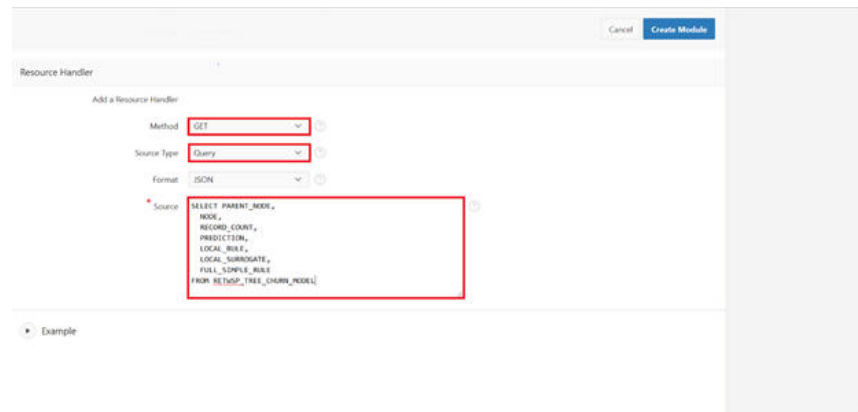 Cancel Create Module
Resource Handler
Add a Resource Handler
Method GET
Source Type Query
Format JSON
* Source SELECT PARENT_NODE,
NODE,
RECORD_COUNT,
PREDICTION,
LOCAL_RULE,
LOCAL_SURROGATE,
FULL_SIMPLE_RULE
FROM RETWSP_TREE_CHURN_MODEL
Example